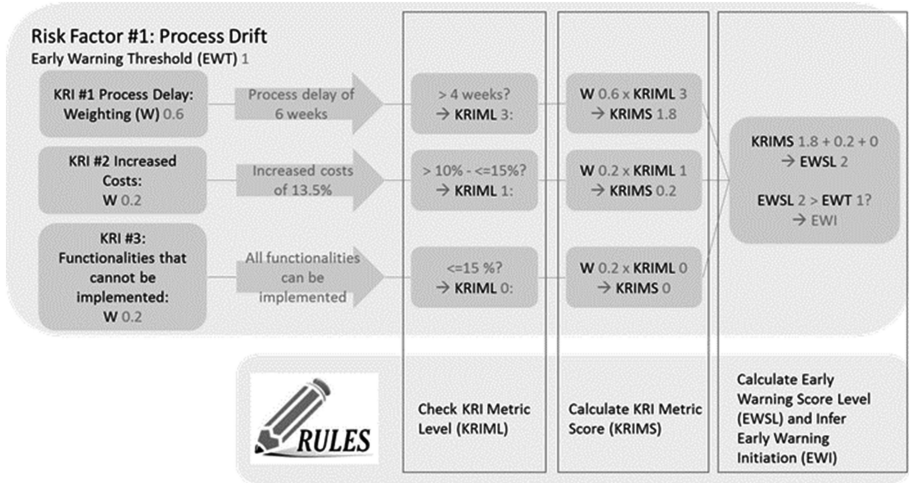 Risk Factor #1: Process Drift
Early Warning Threshold (EWT) 1
KRI #1 Process Delay:
Weighting (W) 0.6
Process delay of
6 weeks
> 4 weeks?
→ KRIML 3:
W 0.6 x KRIML 3
→ KRIMS 1.8
KRI #2 Increased
Costs:
W 0.2
Increased costs
of 13.5%
> 10% - <=15%?
→ KRIML 1:
W 0.2 x KRIML 1
→ KRIMS 0.2
KRI #3:
Functionalities that
cannot be
implemented:
W 0.2
All functionalities
can be
implemented
<=15 %?
→ KRIML 0:
W 0.2 x KRIML 0
→ KRIMS 0
KRIMS 1.8 + 0.2 + 0
→ EWSL 2
EWSL 2 > EWT 1?
→ EWI
RULES
Check KRI Metric
Level (KRIML)
Calculate KRI Metric
Score (KRIMS)
Calculate Early
Warning Score Level
(EWSL) and Infer
Early Warning
Initiation (EWI)